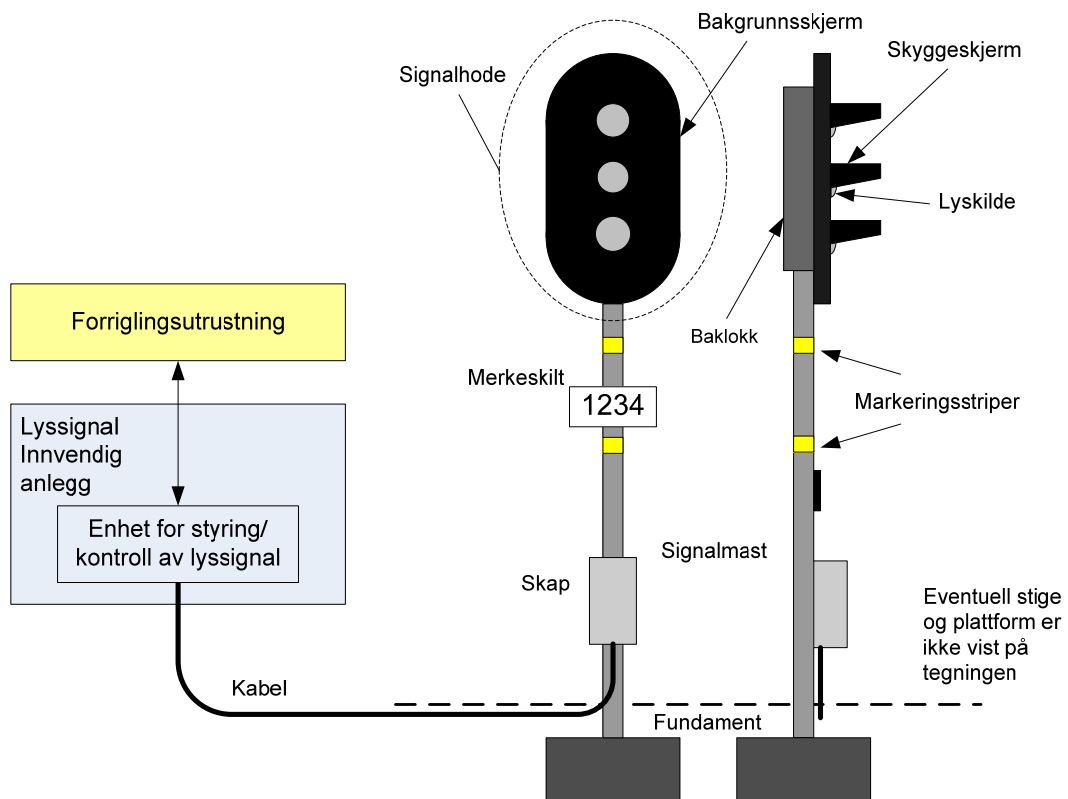 Bakgrunnsskjerm
Skyggeskjerm
Signalhode
Lyskilde
Forriglingsutrustning
Baklokk
Merkeskilt
1234
Markeringsstriper
Lyssignal
Innvendig
anlegg
Enhet for styring/
kontroll av lyssignal
Signalmast
Skap
Eventuell stige
og plattform er
ikke vist på
tegningen
Kabel
Fundament